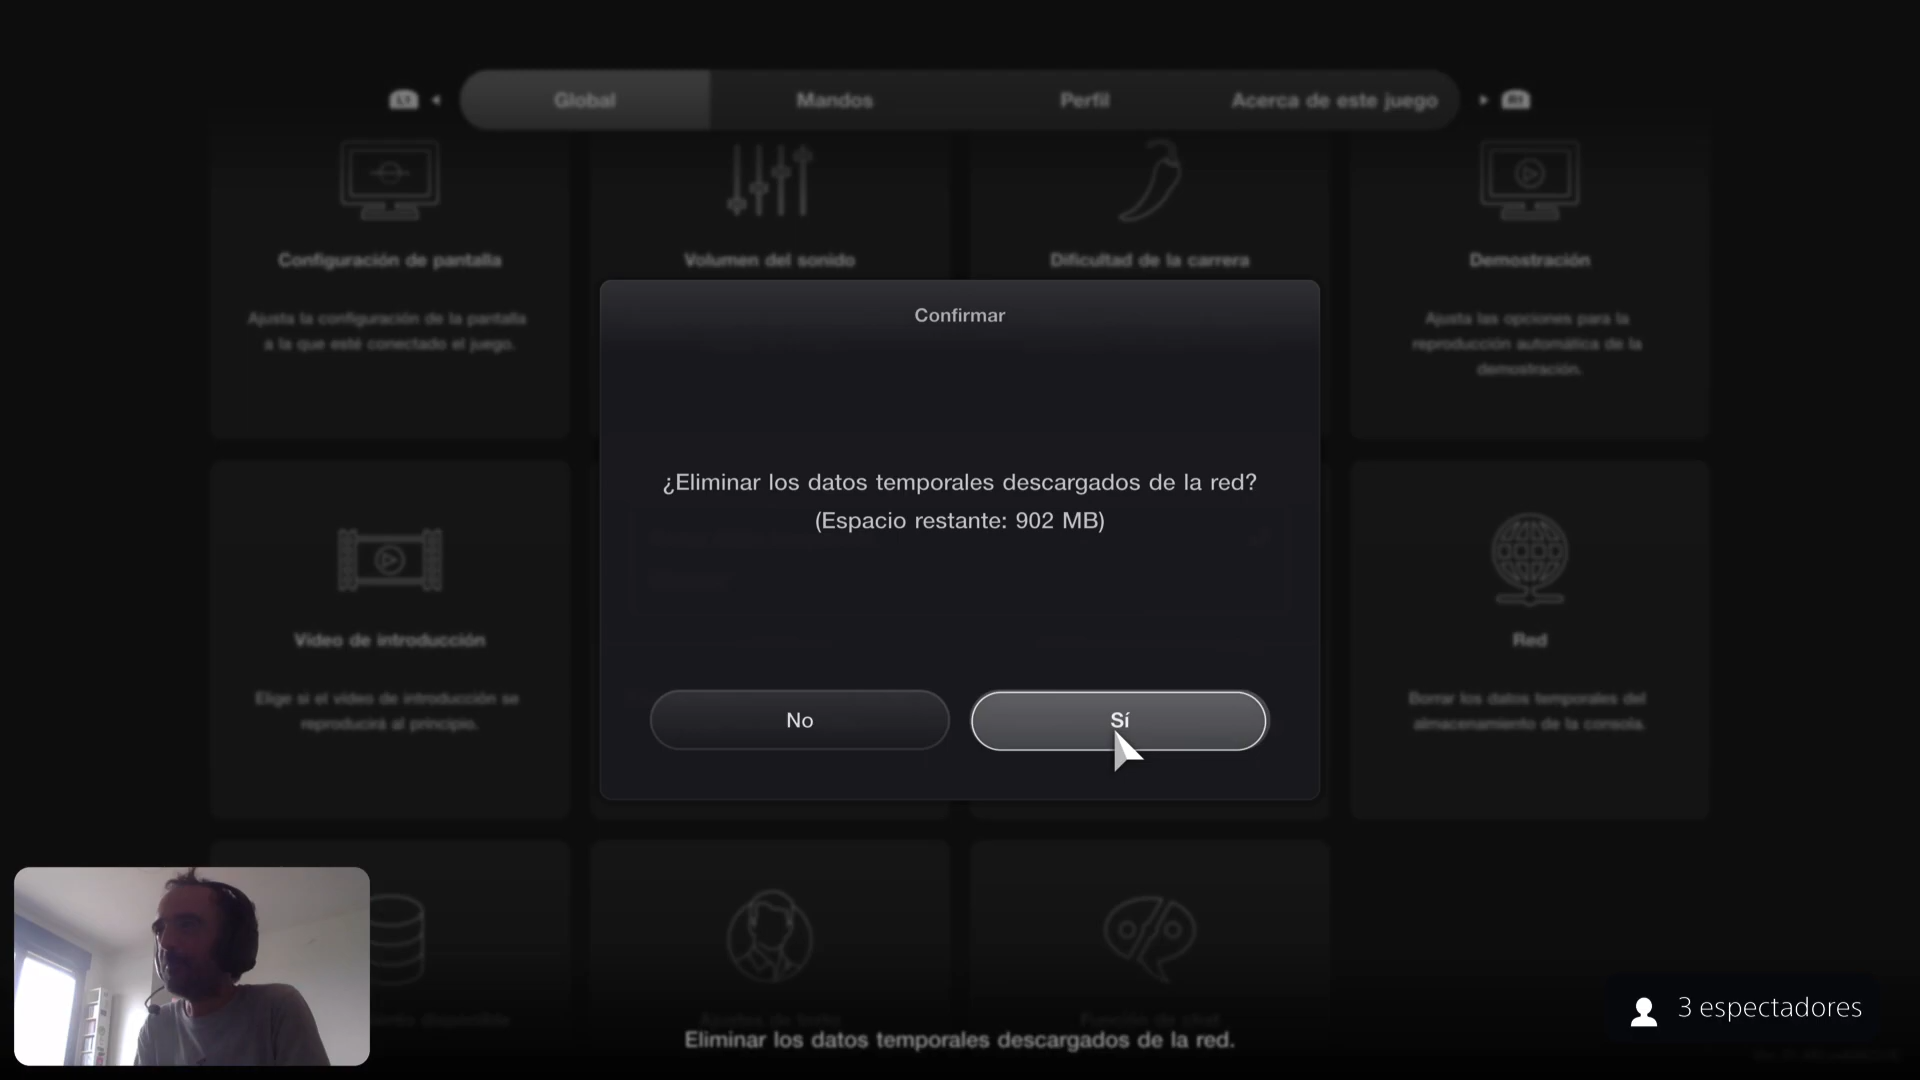 L1
Global
Mandos
Perfil
Acerca de este juego
R1
Configuración de pantalla
Volumen del sonido
Dificultad de la carrera
Demostración
Ajusta la configuración de la pantalla
a la que esté conectado el juego.
Ajusta las opciones para la
reproducción automática de la
demostración.
Confirmar
¿Eliminar los datos temporales descargados de la red?
(Espacio restante: 902 MB)
No
Sí
Vídeo de introducción
Elige si el vídeo de introducción se
reproducirá al principio.
Red
Borrar los datos temporales del
almacenamiento de la consola.
Eliminar los datos temporales descargados de la red.
3 espectadores